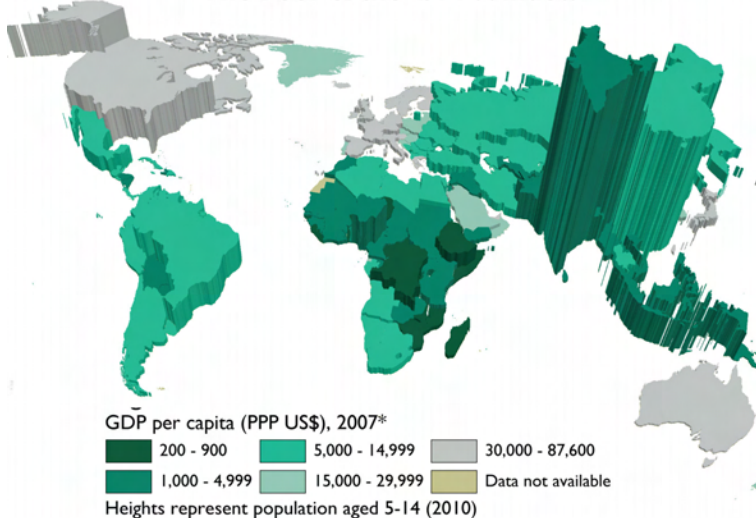 GDP per capita (PPP US$), 2007*
200 - 900 5,000 - 14,999 30,000 - 87,600
1,000 - 4,999 15,000 - 29,999 Data not available
Heights represent population aged 5-14 (2010)